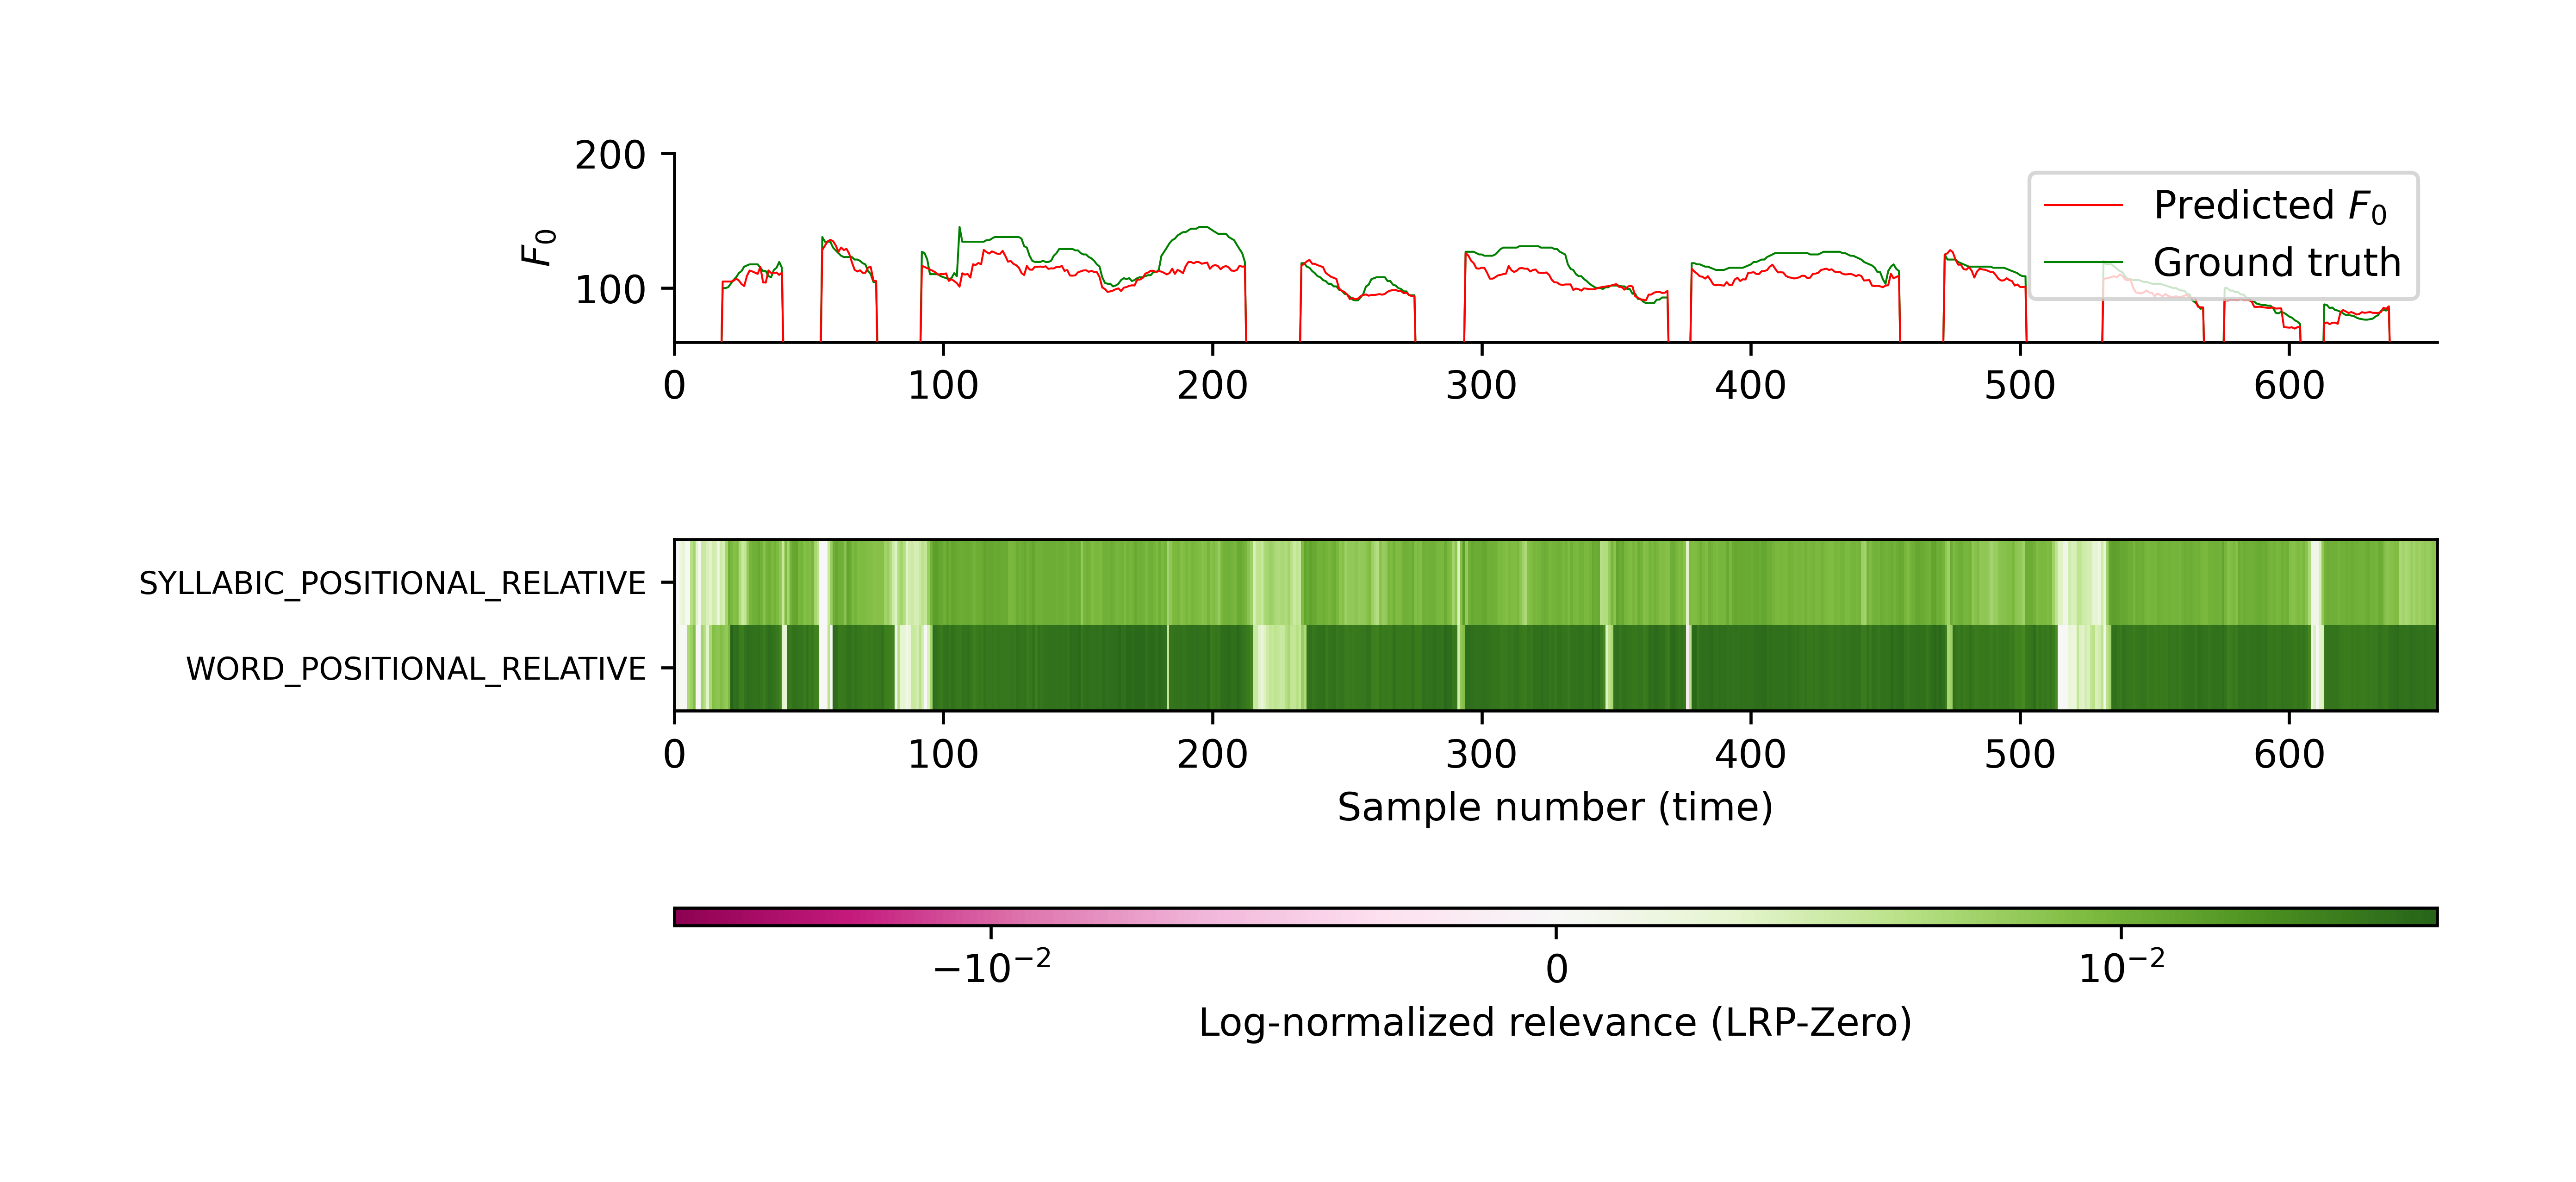 200
100
F0
Predicted F0
Ground truth
0 100 200 300 400 500 600
SYLLABIC_POSITIONAL_RELATIVE
WORD_POSITIONAL_RELATIVE
0 100 200 300 400 500 600
Sample number (time)
−10⁻² 0 10⁻²
Log-normalized relevance (LRP-Zero)